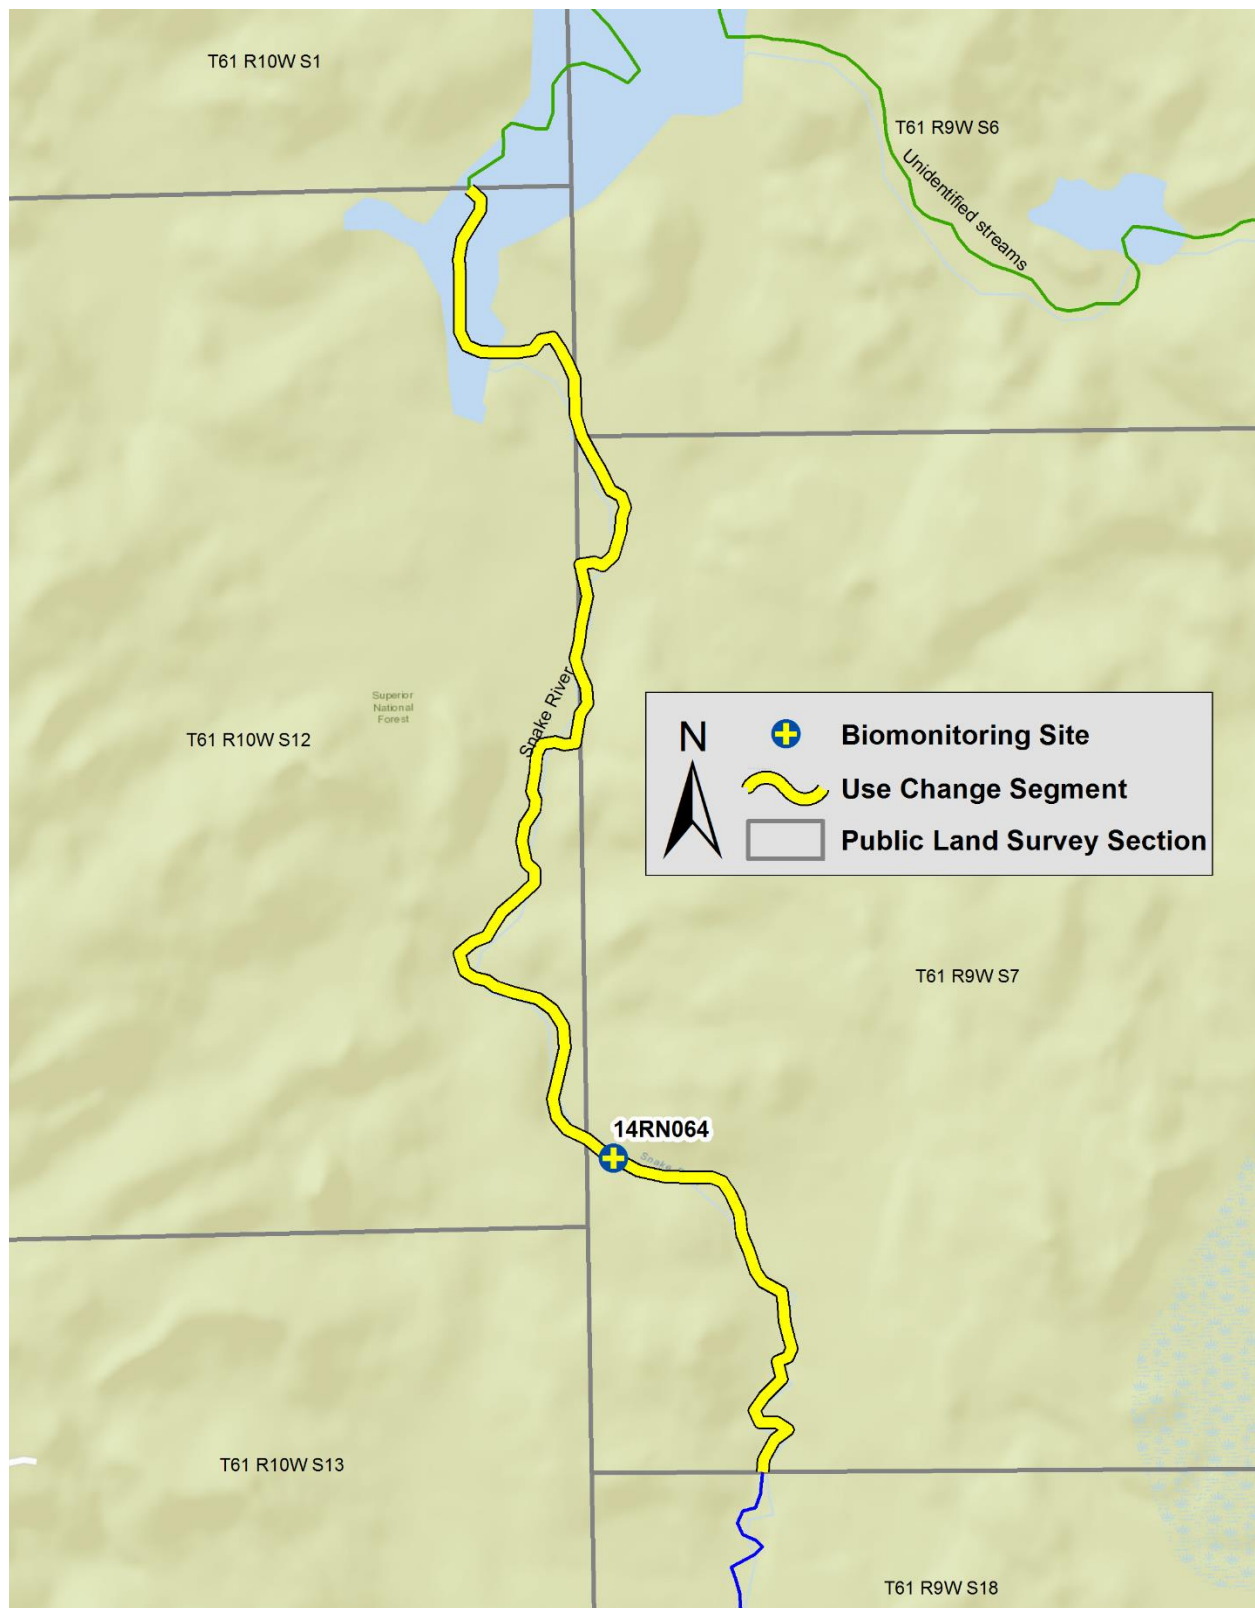 T61 R10W S1
T61 R9W S6
Unidentified streams
Superior
National
Forest
Snake River
T61 R10W S12
N
Biomonitoring Site
Use Change Segment
Public Land Survey Section
T61 R9W S7
14RN064
Snake
T61 R10W S13
T61 R9W S18